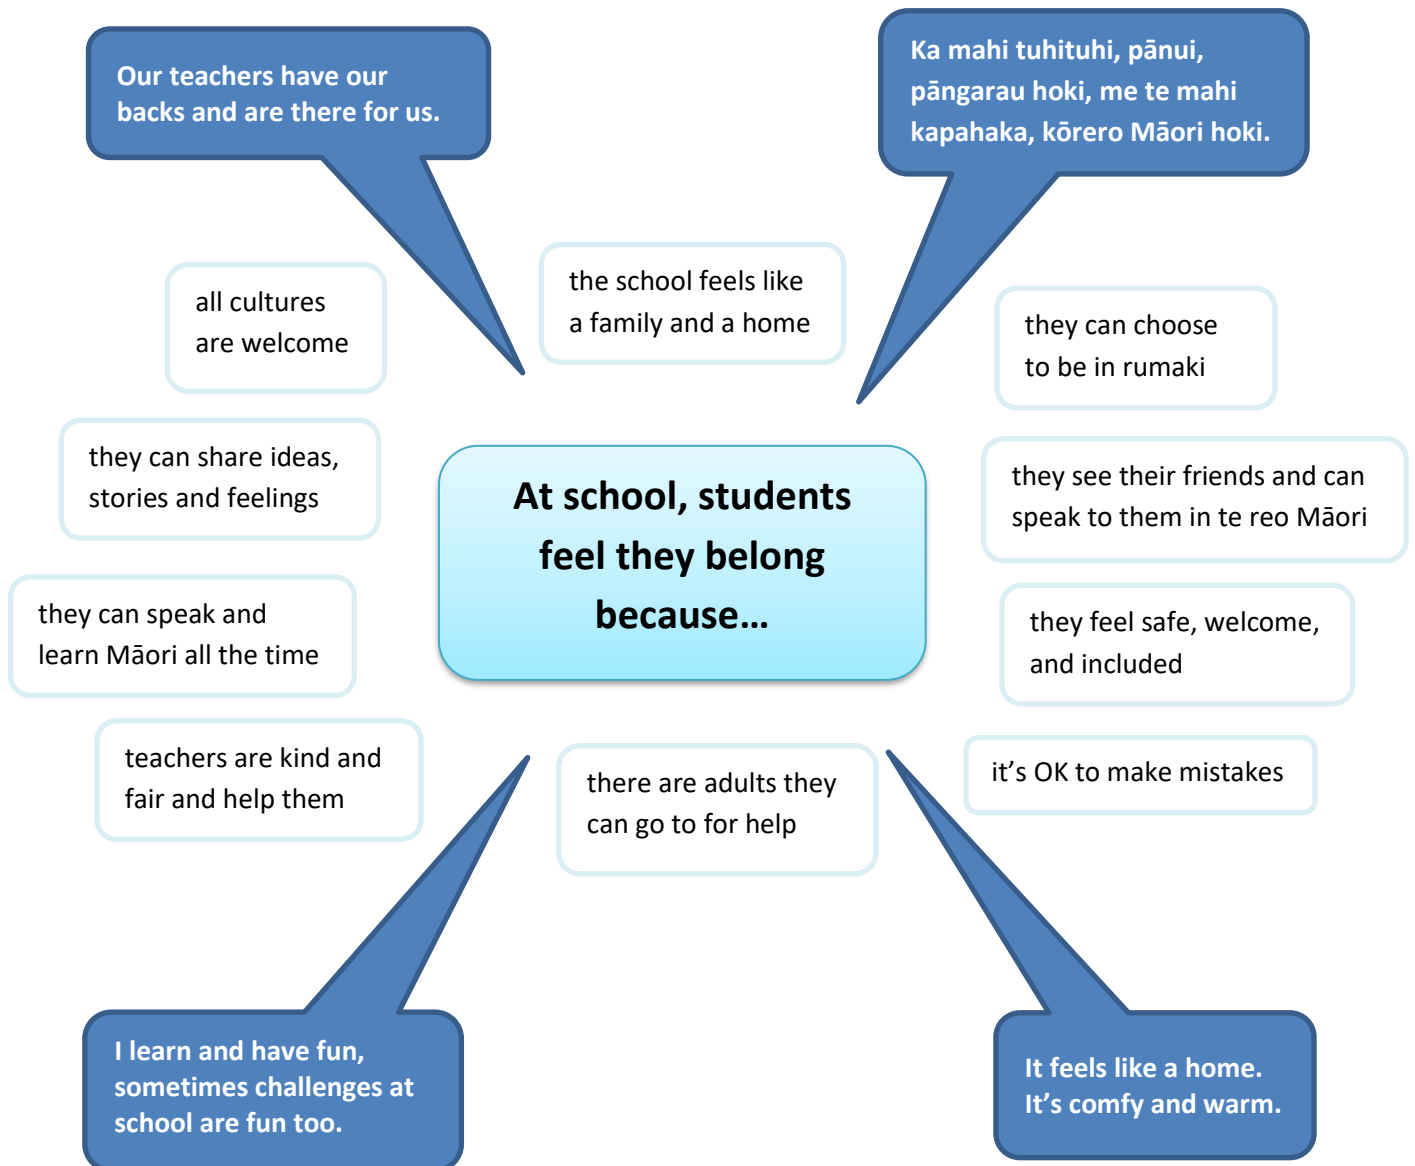 Our teachers have our
backs and are there for us.
Ka mahi tuhituhi, pānui,
pāngarau hoki, me te mahi
kapahaka, kōrero Māori hoki.
the school feels like
a family and a home
all cultures
are welcome
they can choose
to be in rumaki
they can share ideas,
stories and feelings
At school, students
feel they belong
because…
they see their friends and can
speak to them in te reo Māori
they can speak and
learn Māori all the time
they feel safe, welcome,
and included
teachers are kind and
fair and help them
there are adults they
can go to for help
it’s OK to make mistakes
I learn and have fun,
sometimes challenges at
school are fun too.
It feels like a home.
It’s comfy and warm.